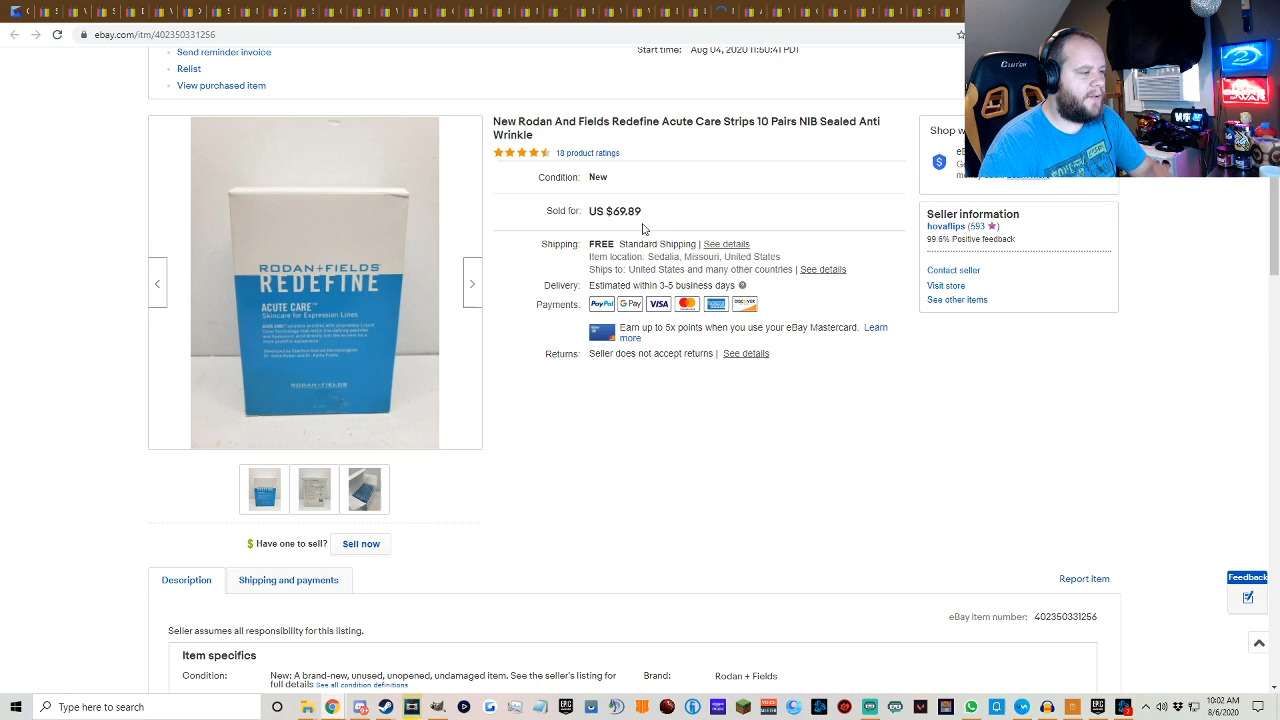 ebay.com/itm/402350331256
Send reminder invoice
Start time: Aug 04, 2020 11:50:41 PDT
Relist
View purchased item
New Rodan And Fields Redefine Acute Care Strips 10 Pairs NIB Sealed Anti
Wrinkle
18 product ratings
Condition: New
Sold for: US $69.89
Shipping: FREE Standard Shipping | See details
Item location: Sedalia, Missouri, United States
Ships to: United States and many other countries | See details
Delivery: Estimated within 3-5 business days
Payments: PayPal G Pay VISA
Earn up to 5x points when you use your eBay Mastercard. Learn
more
Returns: Seller does not accept returns | See details
Shop w
Seller information
hovaflips (593)
99.6% Positive feedback
Contact seller
Visit store
See other items
CLUTCH
RODAN+FIELDS
REDEFINE
ACUTE CARE™
Skincare for Expression Lines
RODAN+FIELDS
Have one to sell? Sell now
Description
Shipping and payments
Report item
eBay item number: 402350331256
Seller assumes all responsibility for this listing.
Item specifics
Condition: New: A brand-new, unused, unopened, undamaged item. See the seller's listing for
full details See all condition definitions
Brand: Rodan + Fields
Feedback
Type here to search
10:02 AM
8/6/2020